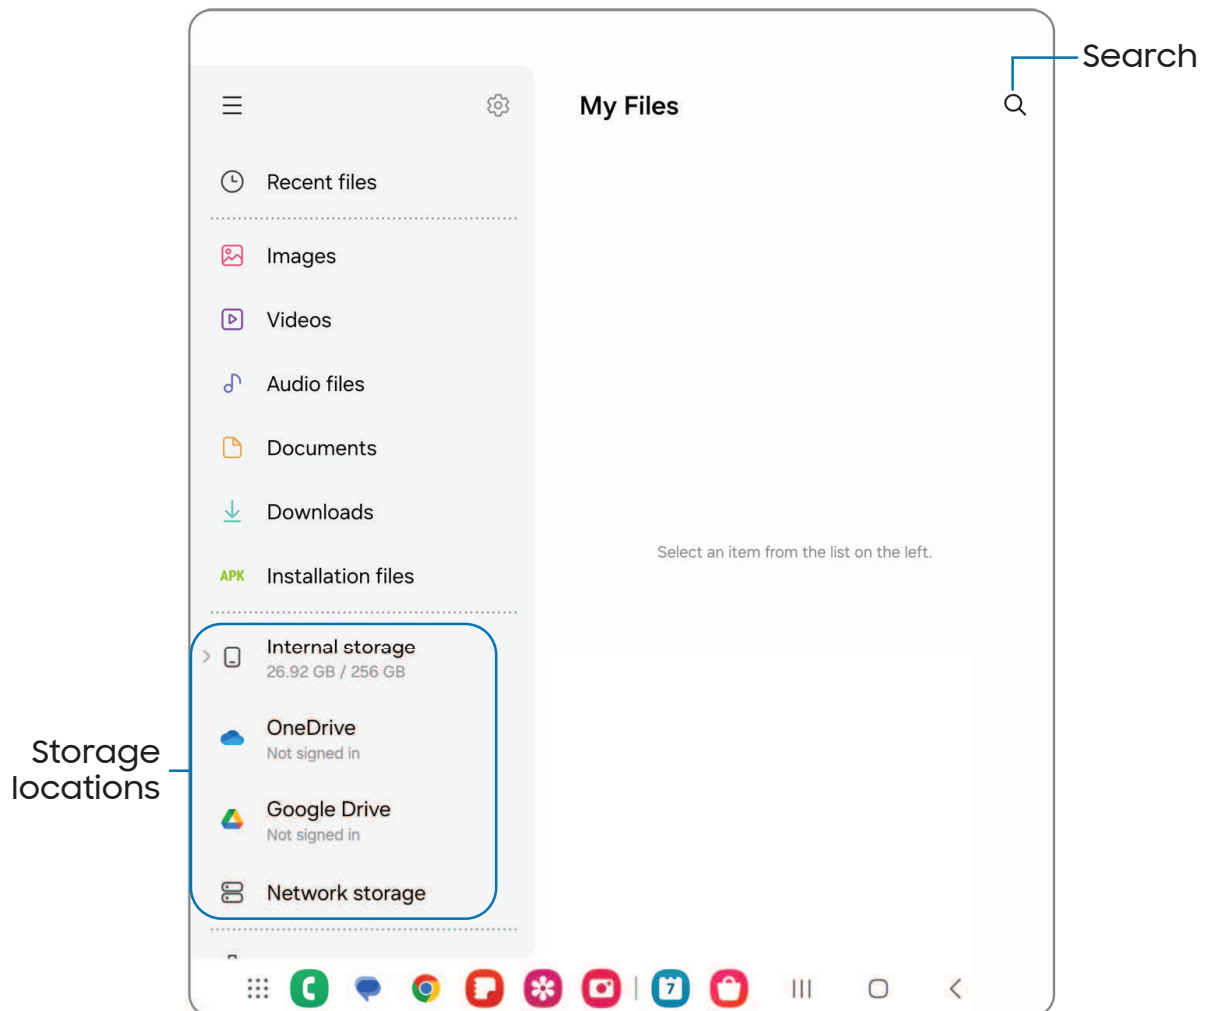 Search
My Files
Recent files
Images
Videos
Audio files
Documents
Downloads
Select an item from the list on the left.
APK Installation files
Internal storage
26.92 GB / 256 GB
OneDrive
Not signed in
Storage
locations
Google Drive
Not signed in
Network storage
7